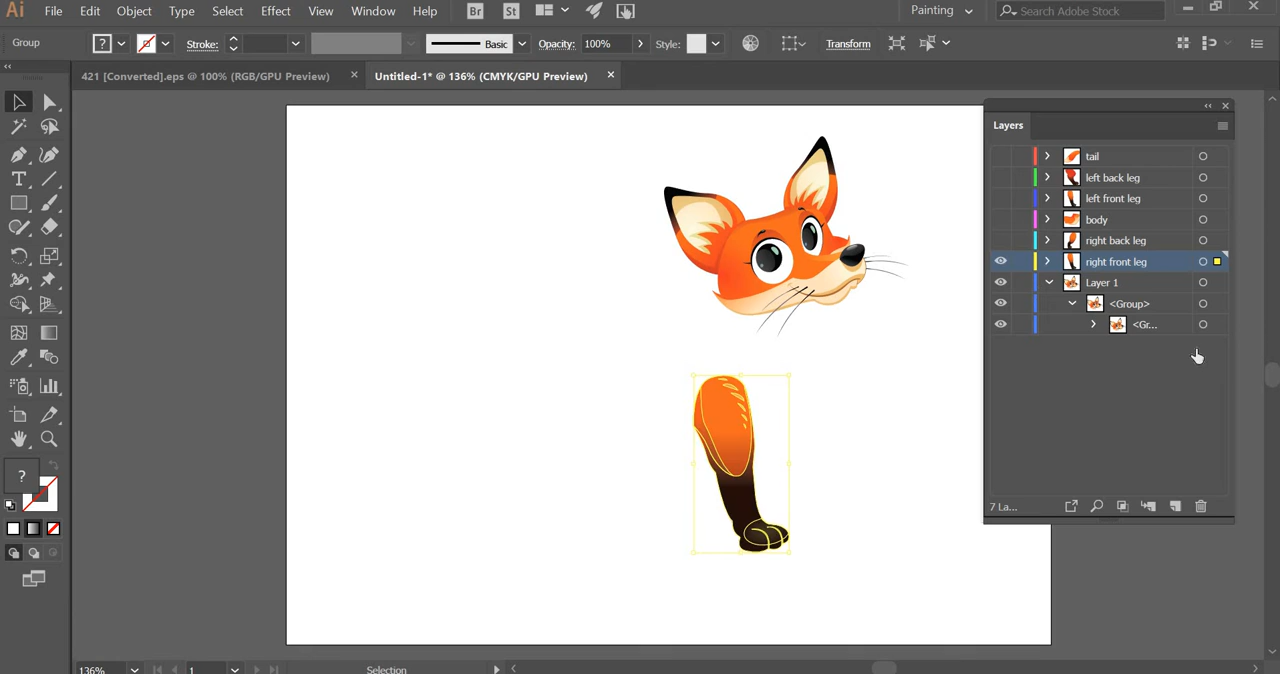 Ai File Edit Object Type Select Effect View Window Help Br St Painting Search Adobe Stock
Group ? Stroke: Basic Opacity: 100% Style: Transform
421 [Converted].eps @ 100% (RGB/GPU Preview) Untitled-1* @ 136% (CMYK/GPU Preview)
Layers
tail
left back leg
left front leg
body
right back leg
right front leg
Layer 1
<Group>
<Gr...
?
7 La...
136% 1 Selection